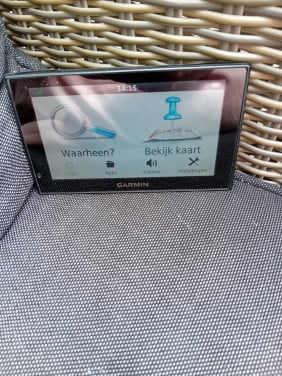 14:15
Waarheen? Bekijk kaart
Apps Volume Instellingen
GARMIN